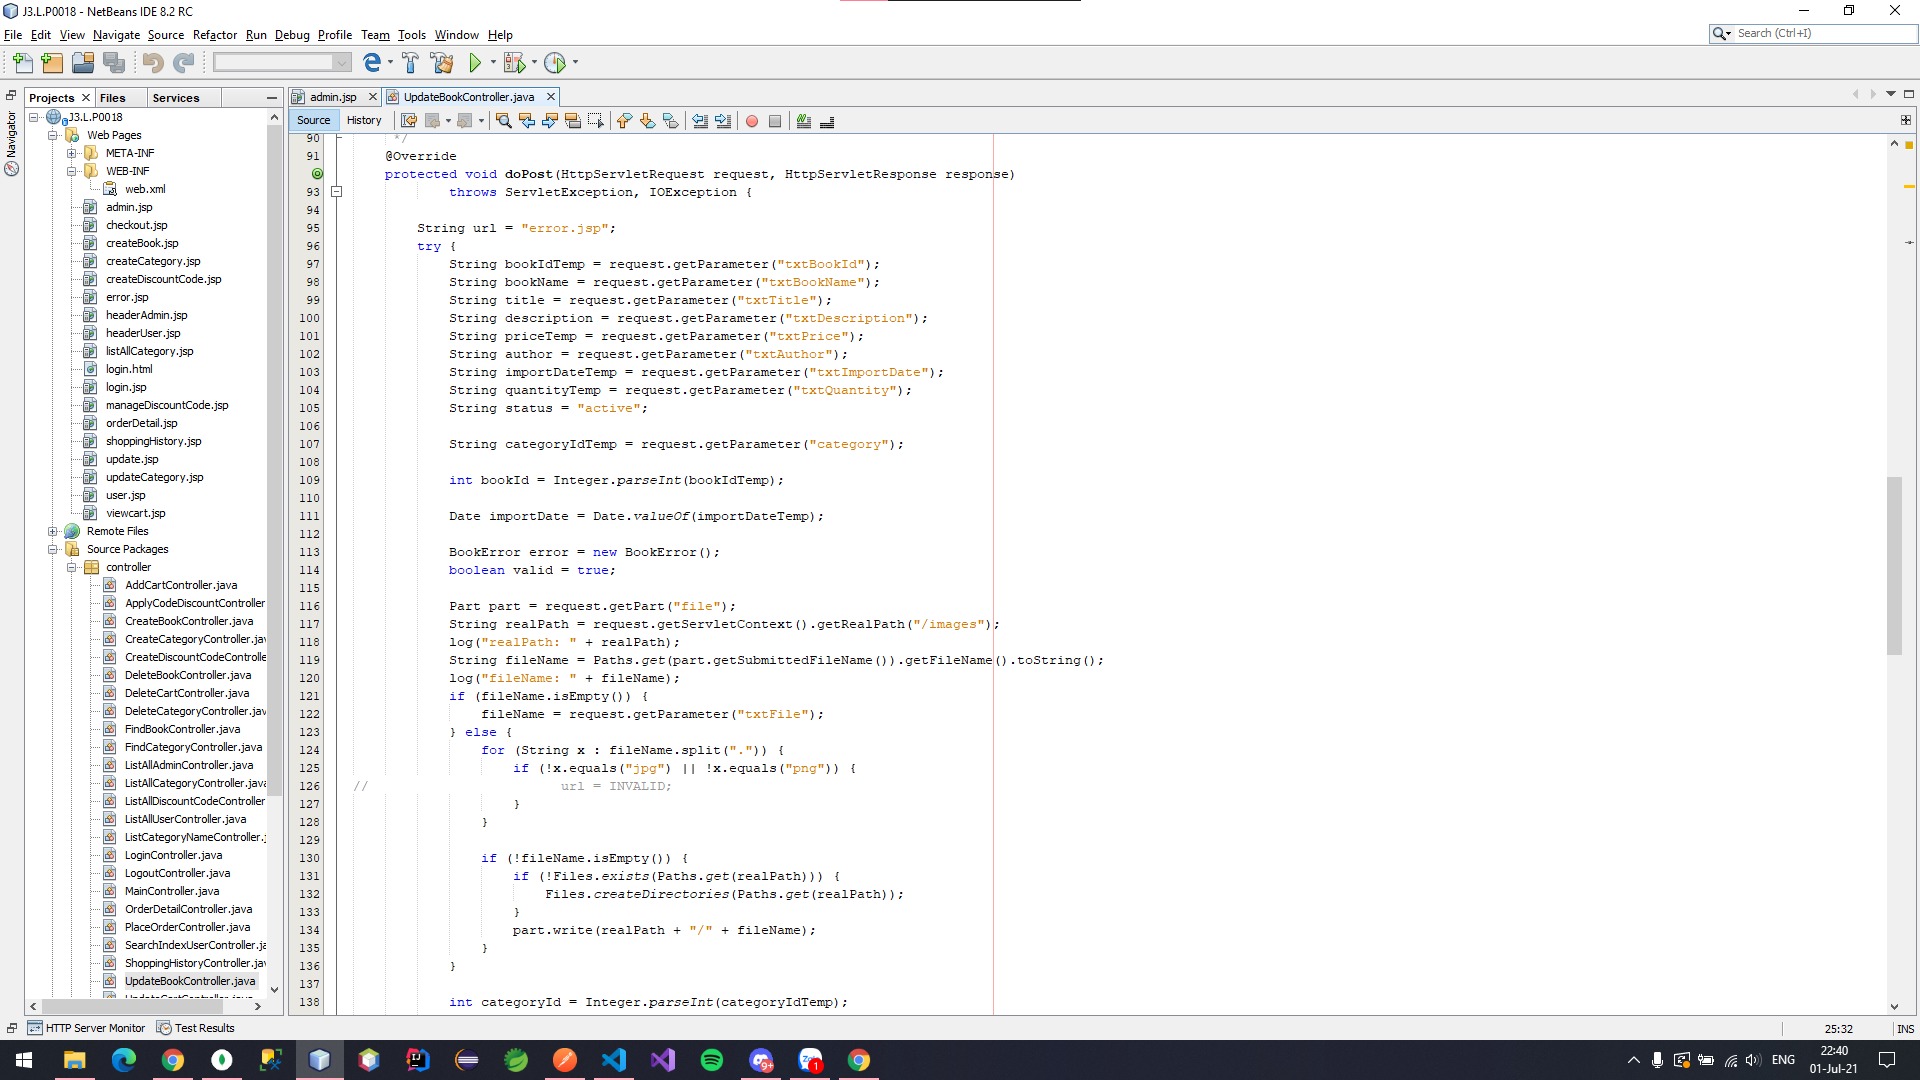 J3.L.P0018 - NetBeans IDE 8.2 RC
File Edit View Navigate Source Refactor Run Debug Profile Team Tools Window Help
Search (Ctrl+I)
Projects Files Services
admin.jsp UpdateBookController.java
Source History
Navigator
J3.L.P0018
Web Pages
META-INF
WEB-INF
web.xml
admin.jsp
checkout.jsp
createBook.jsp
createCategory.jsp
createDiscountCode.jsp
error.jsp
headerAdmin.jsp
headerUser.jsp
listAllCategory.jsp
login.html
login.jsp
manageDiscountCode.jsp
orderDetail.jsp
shoppingHistory.jsp
update.jsp
updateCategory.jsp
user.jsp
viewcart.jsp
Remote Files
Source Packages
controller
AddCartController.java
ApplyCodeDiscountController
CreateBookController.java
CreateCategoryController.jav
CreateDiscountCodeControlle
DeleteBookController.java
DeleteCartController.java
DeleteCategoryController.jav
FindBookController.java
FindCategoryController.java
ListAllAdminController.java
ListAllCategoryController.java
ListAllDiscountCodeController
ListAllUserController.java
ListCategoryNameController.j
LoginController.java
LogoutController.java
MainController.java
OrderDetailController.java
PlaceOrderController.java
SearchIndexUserController.ja
ShoppingHistoryController.jav
UpdateBookController.java
90 */
91 @Override
protected void doPost(HttpServletRequest request, HttpServletResponse response)
93 throws ServletException, IOException {
94
95 String url = "error.jsp";
96 try {
97 String bookIdTemp = request.getParameter("txtBookId");
98 String bookName = request.getParameter("txtBookName");
99 String title = request.getParameter("txtTitle");
100 String description = request.getParameter("txtDescription");
101 String priceTemp = request.getParameter("txtPrice");
102 String author = request.getParameter("txtAuthor");
103 String importDateTemp = request.getParameter("txtImportDate");
104 String quantityTemp = request.getParameter("txtQuantity");
105 String status = "active";
106
107 String categoryIdTemp = request.getParameter("category");
108
109 int bookId = Integer.parseInt(bookIdTemp);
110
111 Date importDate = Date.valueOf(importDateTemp);
112
113 BookError error = new BookError();
114 boolean valid = true;
115
116 Part part = request.getPart("file");
117 String realPath = request.getServletContext().getRealPath("/images");
118 log("realPath: " + realPath);
119 String fileName = Paths.get(part.getSubmittedFileName()).getFileName().toString();
120 log("fileName: " + fileName);
121 if (fileName.isEmpty()) {
122 fileName = request.getParameter("txtFile");
123 } else {
124 for (String x : fileName.split(".")) {
125 if (!x.equals("jpg") || !x.equals("png")) {
126 // url = INVALID;
127 }
128 }
129
130 if (!fileName.isEmpty()) {
131 if (!Files.exists(Paths.get(realPath))) {
132 Files.createDirectories(Paths.get(realPath));
133 }
134 part.write(realPath + "/" + fileName);
135 }
136 }
137
138 int categoryId = Integer.parseInt(categoryIdTemp);
HTTP Server Monitor Test Results
25:32 INS
9+
1
ENG
22:40
01-Jul-21